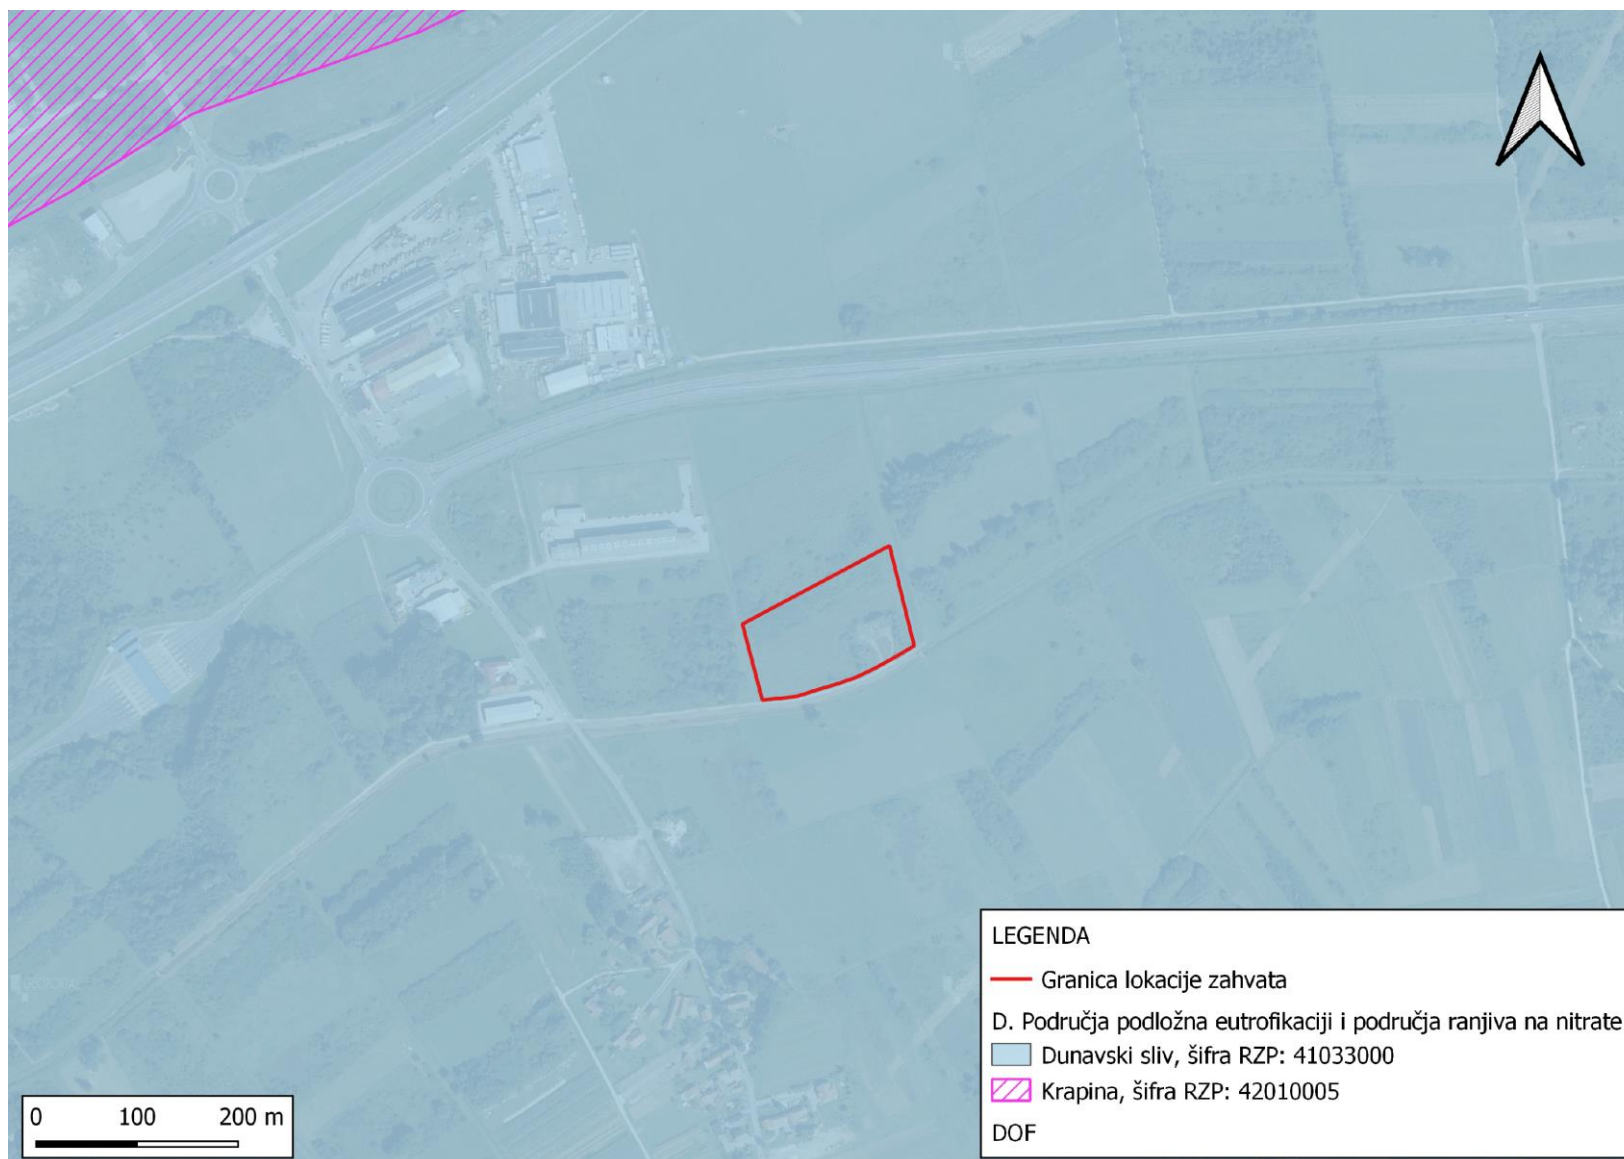 LEGENDA
Granica lokacije zahvata
D. Područja podložna eutrofikaciji i područja ranjiva na nitrate
Dunavski sliv, šifra RZP: 41033000
Krapina, šifra RZP: 42010005
DOF
0 100 200 m